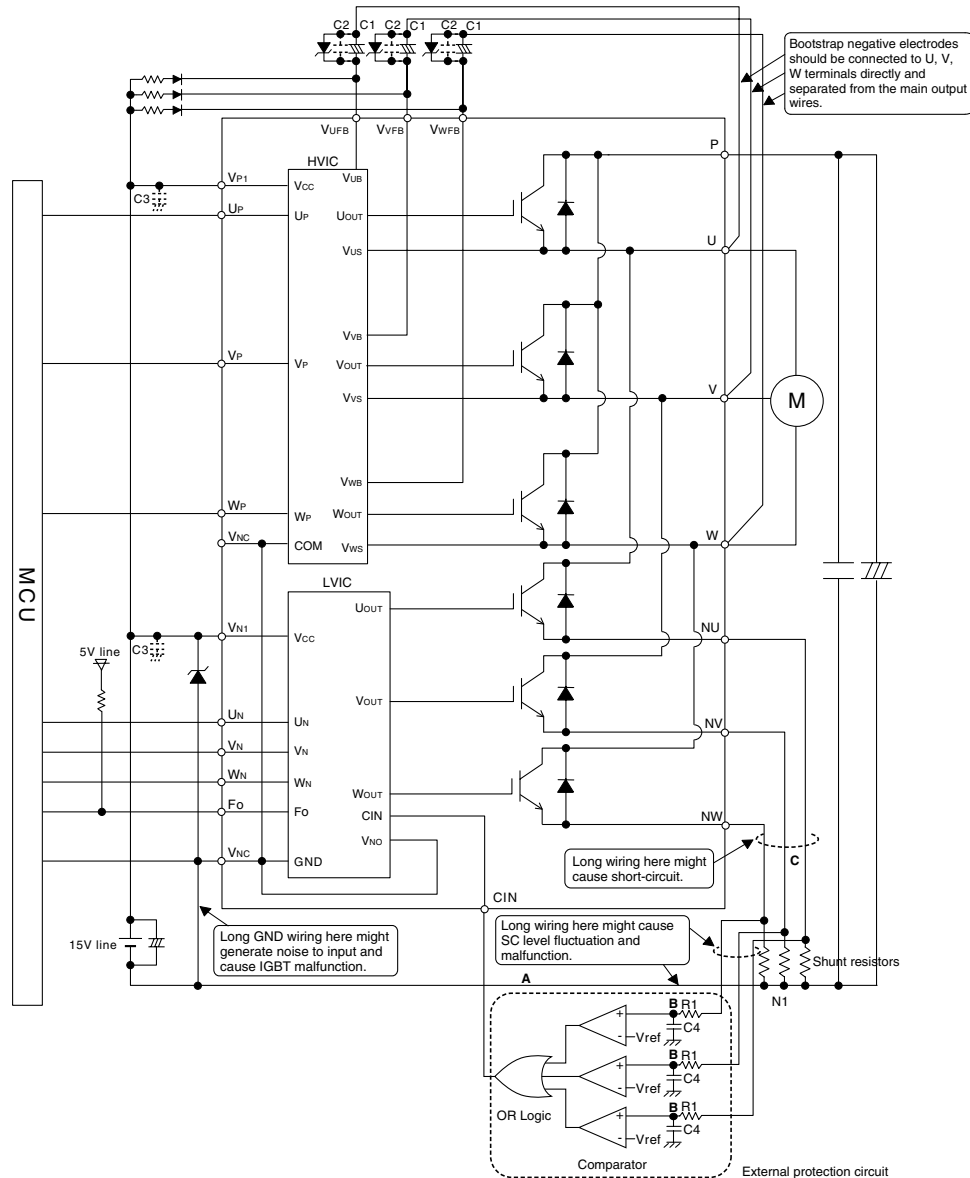 C2 C1 C2 C1 C2 C1
Bootstrap negative electrodes
should be connected to U, V,
W terminals directly and
separated from the main output
wires.
VUFB VVFB VWFB
P
HVIC
VP1 VCC VUB
C3
UP UP UOUT
U
VUS
VVB
VP VP VOUT
V
VVS
M
VWB
WP WP WOUT
W
VNC COM VWS
MCU
LVIC
UOUT
VN1 VCC
NU
C3
5V line
VOUT
UN UN
NV
VN VN
WN WN WOUT
FO FO CIN
NW
VNO
VNC GND
Long wiring here might
cause short-circuit.
C
CIN
15V line
Long GND wiring here might
generate noise to input and
cause IGBT malfunction.
Long wiring here might cause
SC level fluctuation and
malfunction.
Shunt resistors
A
N1
+ B R1
- Vref C4
+ B R1
- Vref C4
OR Logic
+ B R1
- Vref C4
Comparator
External protection circuit